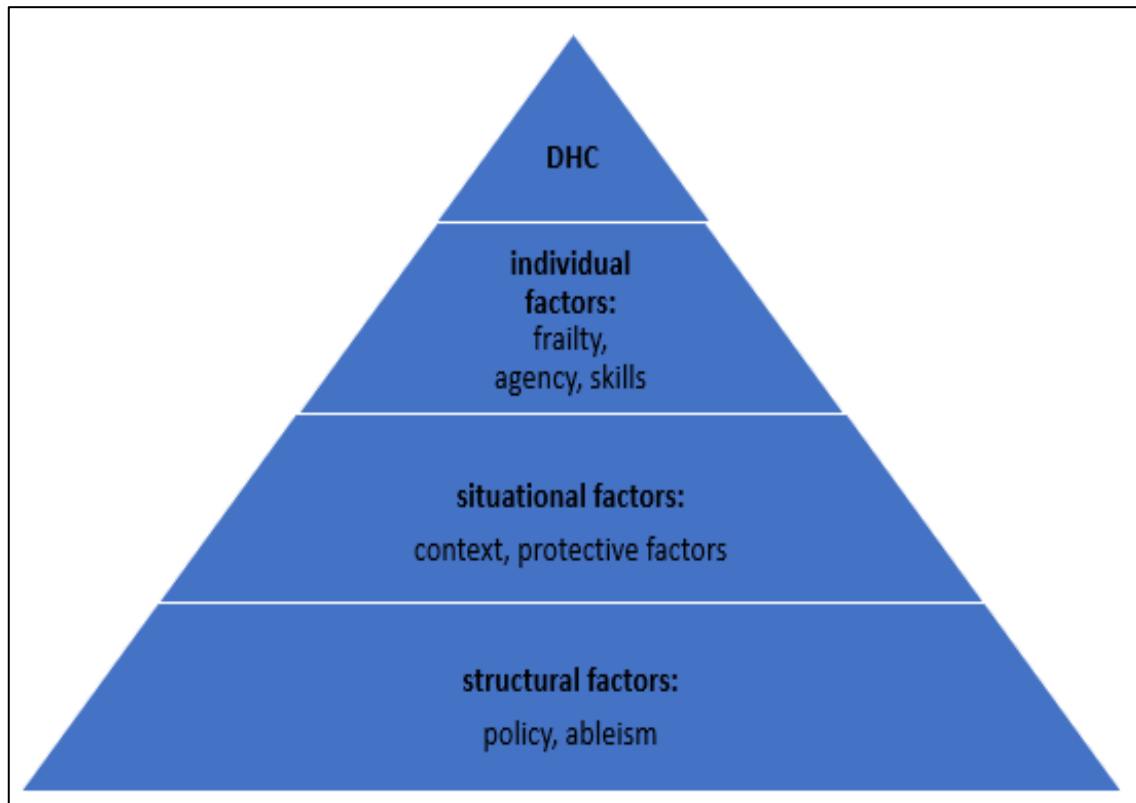 DHC
individual
factors:
frailty,
agency, skills
situational factors:
context, protective factors
structural factors:
policy, ableism